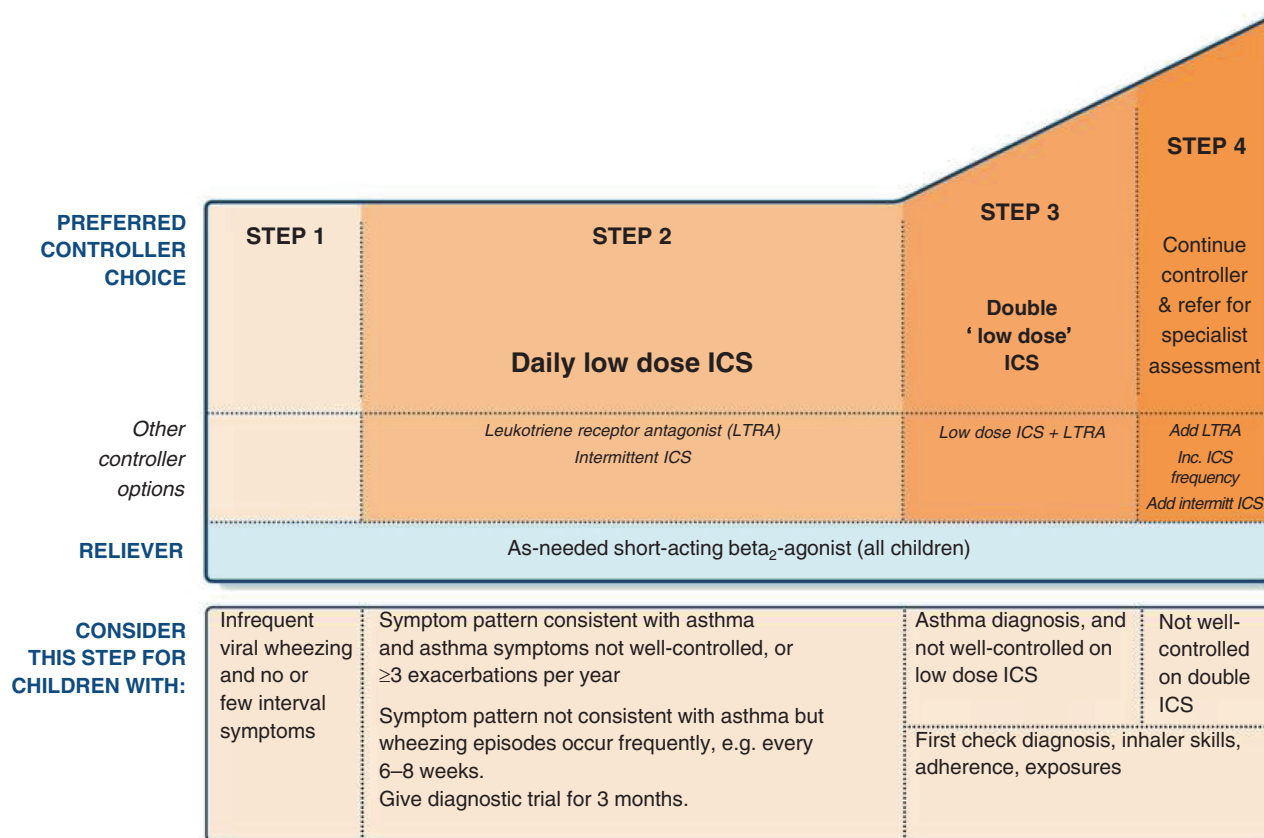 PREFERRED
CONTROLLER
CHOICE
STEP 1
STEP 2
Daily low dose ICS
STEP 3
Double
‘ low dose’
ICS
STEP 4
Continue
controller
& refer for
specialist
assessment
Other
controller
options
Leukotriene receptor antagonist (LTRA)
Intermittent ICS
Low dose ICS + LTRA
Add LTRA
Inc. ICS
frequency
Add intermitt ICS
RELIEVER
As-needed short-acting beta₂-agonist (all children)
CONSIDER
THIS STEP FOR
CHILDREN WITH:
Infrequent
viral wheezing
and no or
few interval
symptoms
Symptom pattern consistent with asthma
and asthma symptoms not well-controlled, or
≥3 exacerbations per year
Symptom pattern not consistent with asthma but
wheezing episodes occur frequently, e.g. every
6–8 weeks.
Give diagnostic trial for 3 months.
Asthma diagnosis, and
not well-controlled on
low dose ICS
Not well-
controlled
on double
ICS
First check diagnosis, inhaler skills,
adherence, exposures